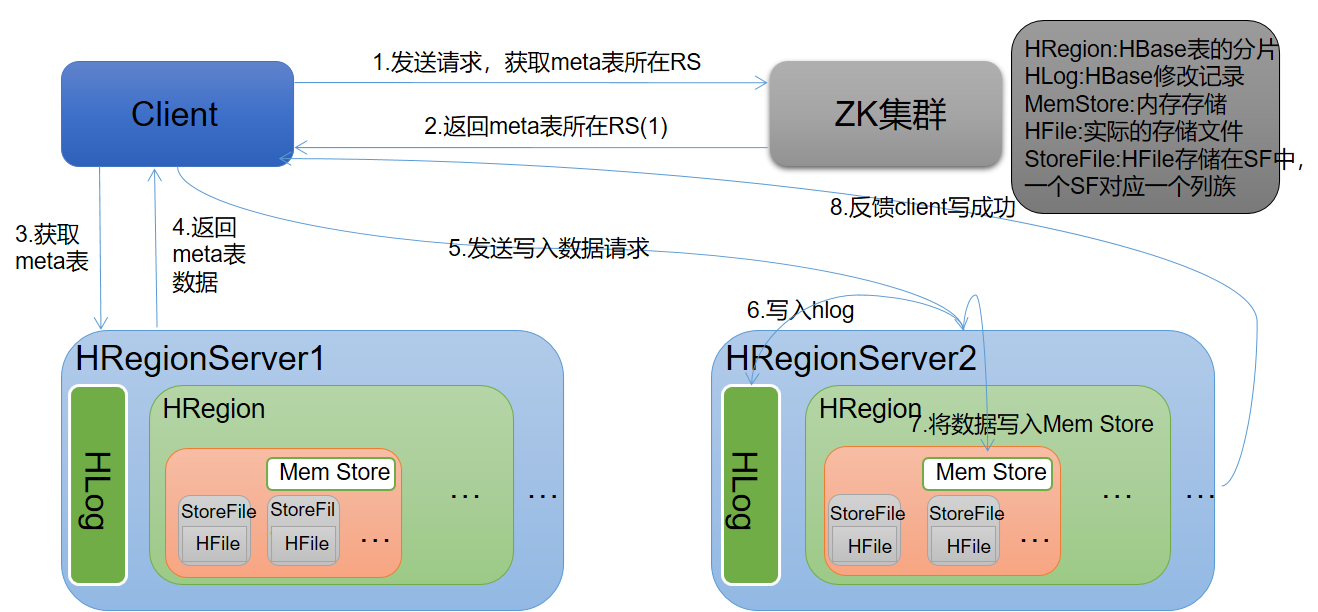 1.发送请求，获取meta表所在RS
Client
2.返回meta表所在RS(1)
ZK集群
HRegion:HBase表的分片
HLog:HBase修改记录
MemStore:内存存储
HFile:实际的存储文件
StoreFile:HFile存储在SF中，
一个SF对应一个列族
3.获取
meta表
4.返回
meta表
数据
5.发送写入数据请求
8.反馈client写成功
6.写入hlog
HRegionServer1
HLog
HRegion
Mem Store
StoreFile
HFile
StoreFil
HFile
...
...
...
HRegionServer2
HLog
HRegion
7.将数据写入Mem Store
Mem Store
StoreFile
HFile
StoreFile
HFile
...
...
...